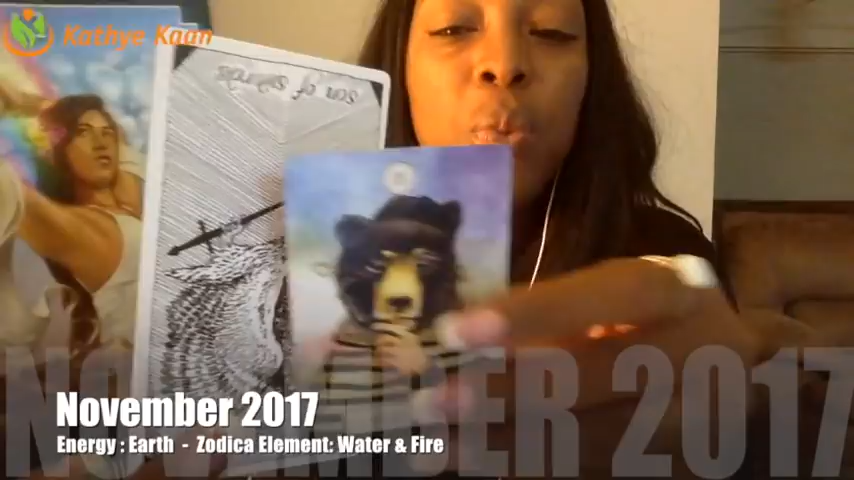 Kathye Kaan
son of swords
NOVEMBER 2017
November 2017
Energy : Earth - Zodica Element: Water & Fire